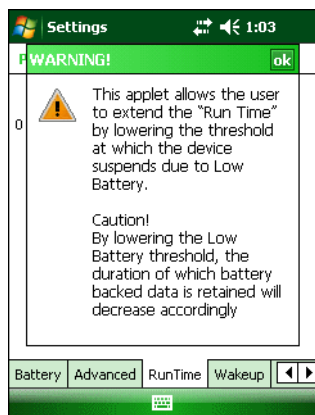 Settings 1:03
P WARNING! ok
0
This applet allows the user
to extend the “Run Time”
by lowering the threshold
at which the device
suspends due to Low
Battery.
Caution!
By lowering the Low
Battery threshold, the
duration of which battery
backed data is retained will
decrease accordingly
Battery Advanced RunTime Wakeup